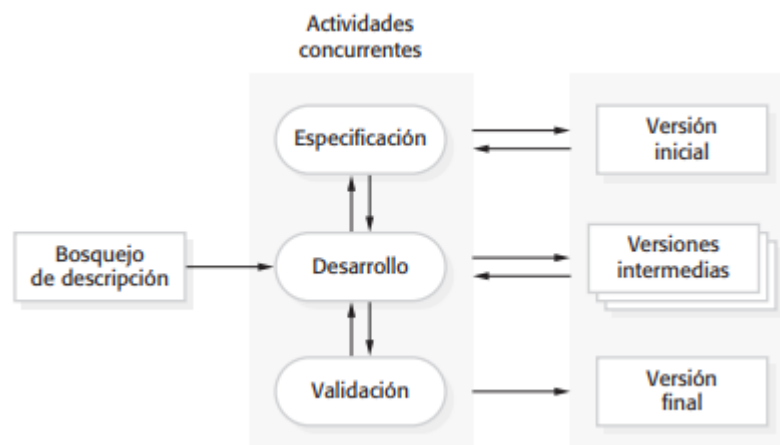 Actividades
concurrentes
Especificación
Versión
inicial
Bosquejo
de descripción
Desarrollo
Versiones
intermedias
Validación
Versión
final